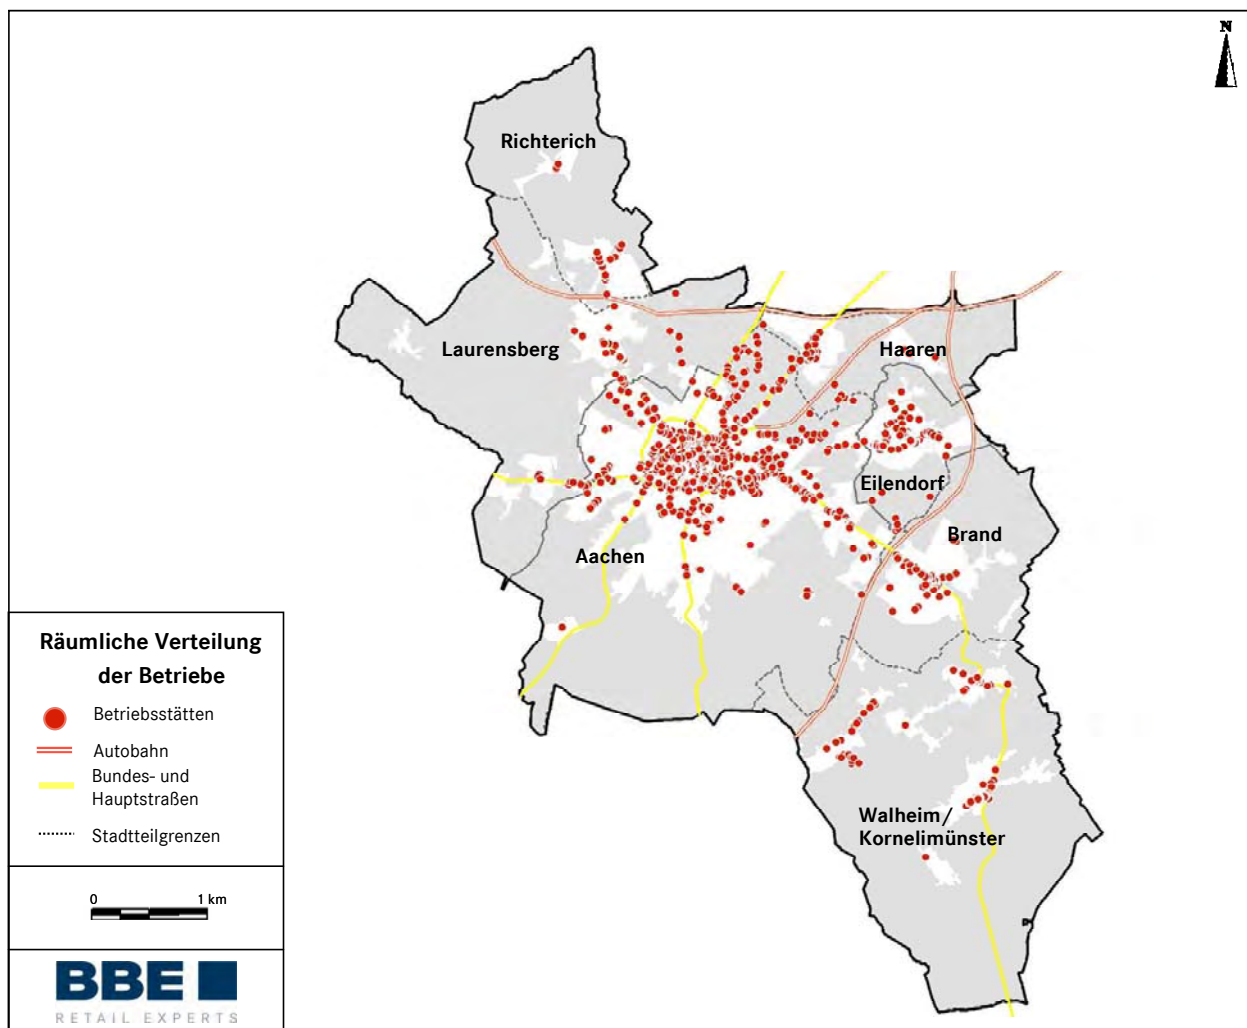 N
Richterich
Laurensberg
Haaren
Eilendorf
Brand
Aachen
Walheim/
Kornelimünster
Räumliche Verteilung
der Betriebe
Betriebsstätten
Autobahn
Bundes- und
Hauptstraßen
Stadtteilgrenzen
0 1 km
BBE
RETAIL EXPERTS